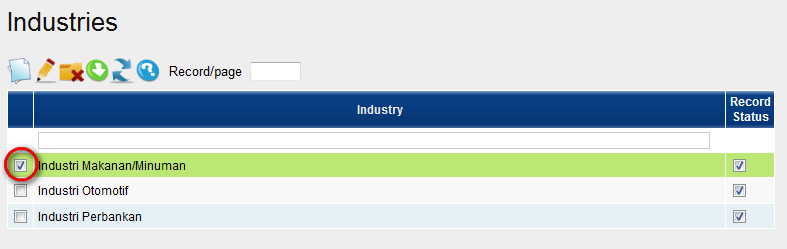 Industries
Record/page
Industry
Record
Status
Industri Makanan/Minuman
Industri Otomotif
Industri Perbankan